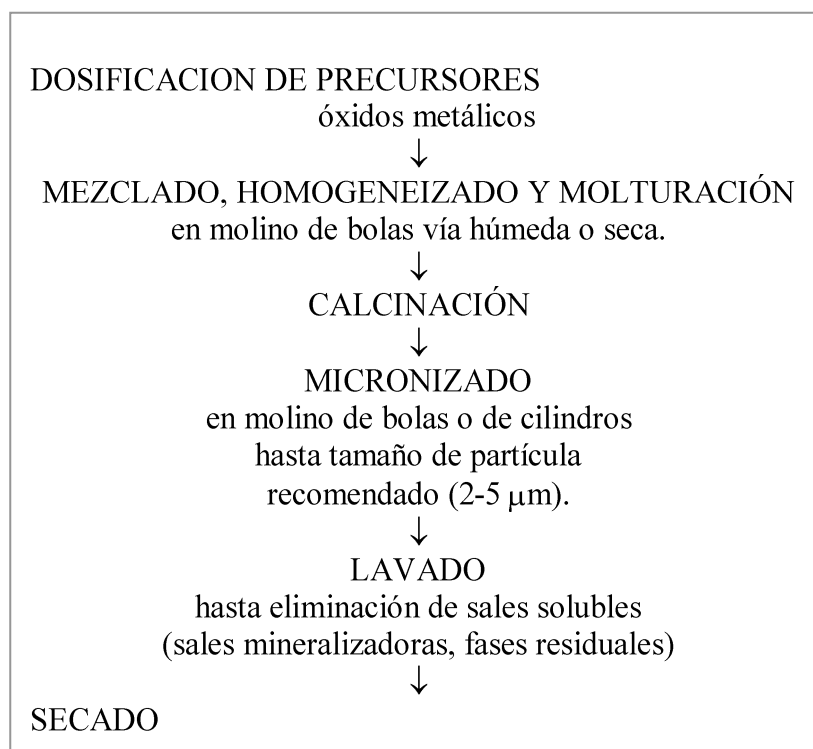 DOSIFICACION DE PRECURSORES
óxidos metálicos
↓
MEZCLADO, HOMOGENEIZADO Y MOLTURACIÓN
en molino de bolas vía húmeda o seca.
↓
CALCINACIÓN
↓
MICRONIZADO
en molino de bolas o de cilindros
hasta tamaño de partícula
recomendado (2-5 μm).
↓
LAVADO
hasta eliminación de sales solubles
(sales mineralizadoras, fases residuales)
↓
SECADO